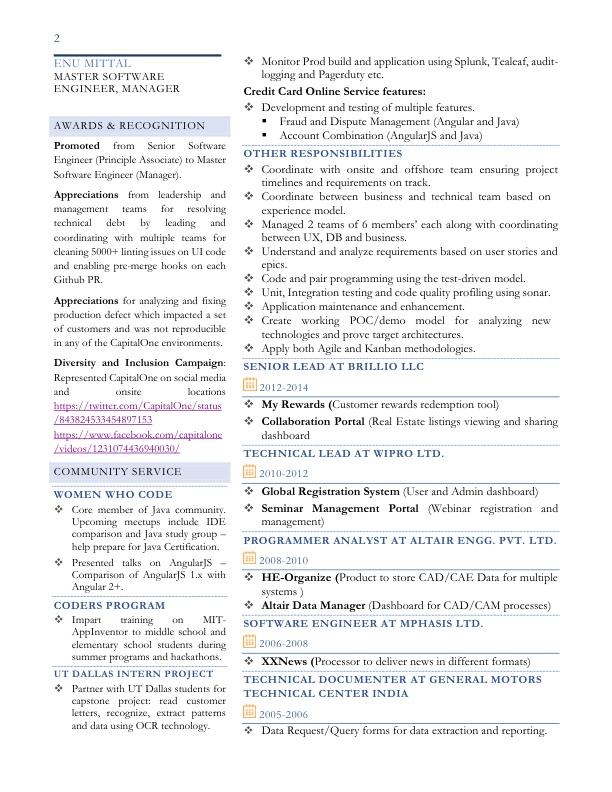 2
ENU MITTAL
MASTER SOFTWARE
ENGINEER, MANAGER
AWARDS & RECOGNITION
Promoted from Senior Software
Engineer (Principle Associate) to Master
Software Engineer (Manager).
Appreciations from leadership and
management teams for resolving
technical debt by leading and
coordinating with multiple teams for
cleaning 5000+ linting issues on UI code
and enabling pre-merge hooks on each
Github PR.
Appreciations for analyzing and fixing
production defect which impacted a set
of customers and was not reproducible
in any of the CapitalOne environments.
Diversity and Inclusion Campaign:
Represented CapitalOne on social media
and onsite locations
https://twitter.com/CapitalOne/status
/843824533454897153
https://www.facebook.com/capitalone
/videos/1231074436940030/
COMMUNITY SERVICE
WOMEN WHO CODE
❖ Core member of Java community.
Upcoming meetups include IDE
comparison and Java study group –
help prepare for Java Certification.
❖ Presented talks on AngularJS –
Comparison of AngularJS 1.x with
Angular 2+.
CODERS PROGRAM
❖ Impart training on MIT-
AppInventor to middle school and
elementary school students during
summer programs and hackathons.
UT DALLAS INTERN PROJECT
❖ Partner with UT Dallas students for
capstone project: read customer
letters, recognize, extract patterns
and data using OCR technology.
❖ Monitor Prod build and application using Splunk, Tealeaf, audit-
logging and Pagerduty etc.
Credit Card Online Service features:
❖ Development and testing of multiple features.
▪ Fraud and Dispute Management (Angular and Java)
▪ Account Combination (AngularJS and Java)
OTHER RESPONSIBILITIES
❖ Coordinate with onsite and offshore team ensuring project
timelines and requirements on track.
❖ Coordinate between business and technical team based on
experience model.
❖ Managed 2 teams of 6 members' each along with coordinating
between UX, DB and business.
❖ Understand and analyze requirements based on user stories and
epics.
❖ Code and pair programming using the test-driven model.
❖ Unit, Integration testing and code quality profiling using sonar.
❖ Application maintenance and enhancement.
❖ Create working POC/demo model for analyzing new
technologies and prove target architectures.
❖ Apply both Agile and Kanban methodologies.
SENIOR LEAD AT BRILLIO LLC
2012-2014
❖ My Rewards (Customer rewards redemption tool)
❖ Collaboration Portal (Real Estate listings viewing and sharing
dashboard
TECHNICAL LEAD AT WIPRO LTD.
2010-2012
❖ Global Registration System (User and Admin dashboard)
❖ Seminar Management Portal (Webinar registration and
management)
PROGRAMMER ANALYST AT ALTAIR ENGG. PVT. LTD.
2008-2010
❖ HE-Organize (Product to store CAD/CAE Data for multiple
systems )
❖ Altair Data Manager (Dashboard for CAD/CAM processes)
SOFTWARE ENGINEER AT MPHASIS LTD.
2006-2008
❖ XXNews (Processor to deliver news in different formats)
TECHNICAL DOCUMENTER AT GENERAL MOTORS
TECHNICAL CENTER INDIA
2005-2006
❖ Data Request/Query forms for data extraction and reporting.